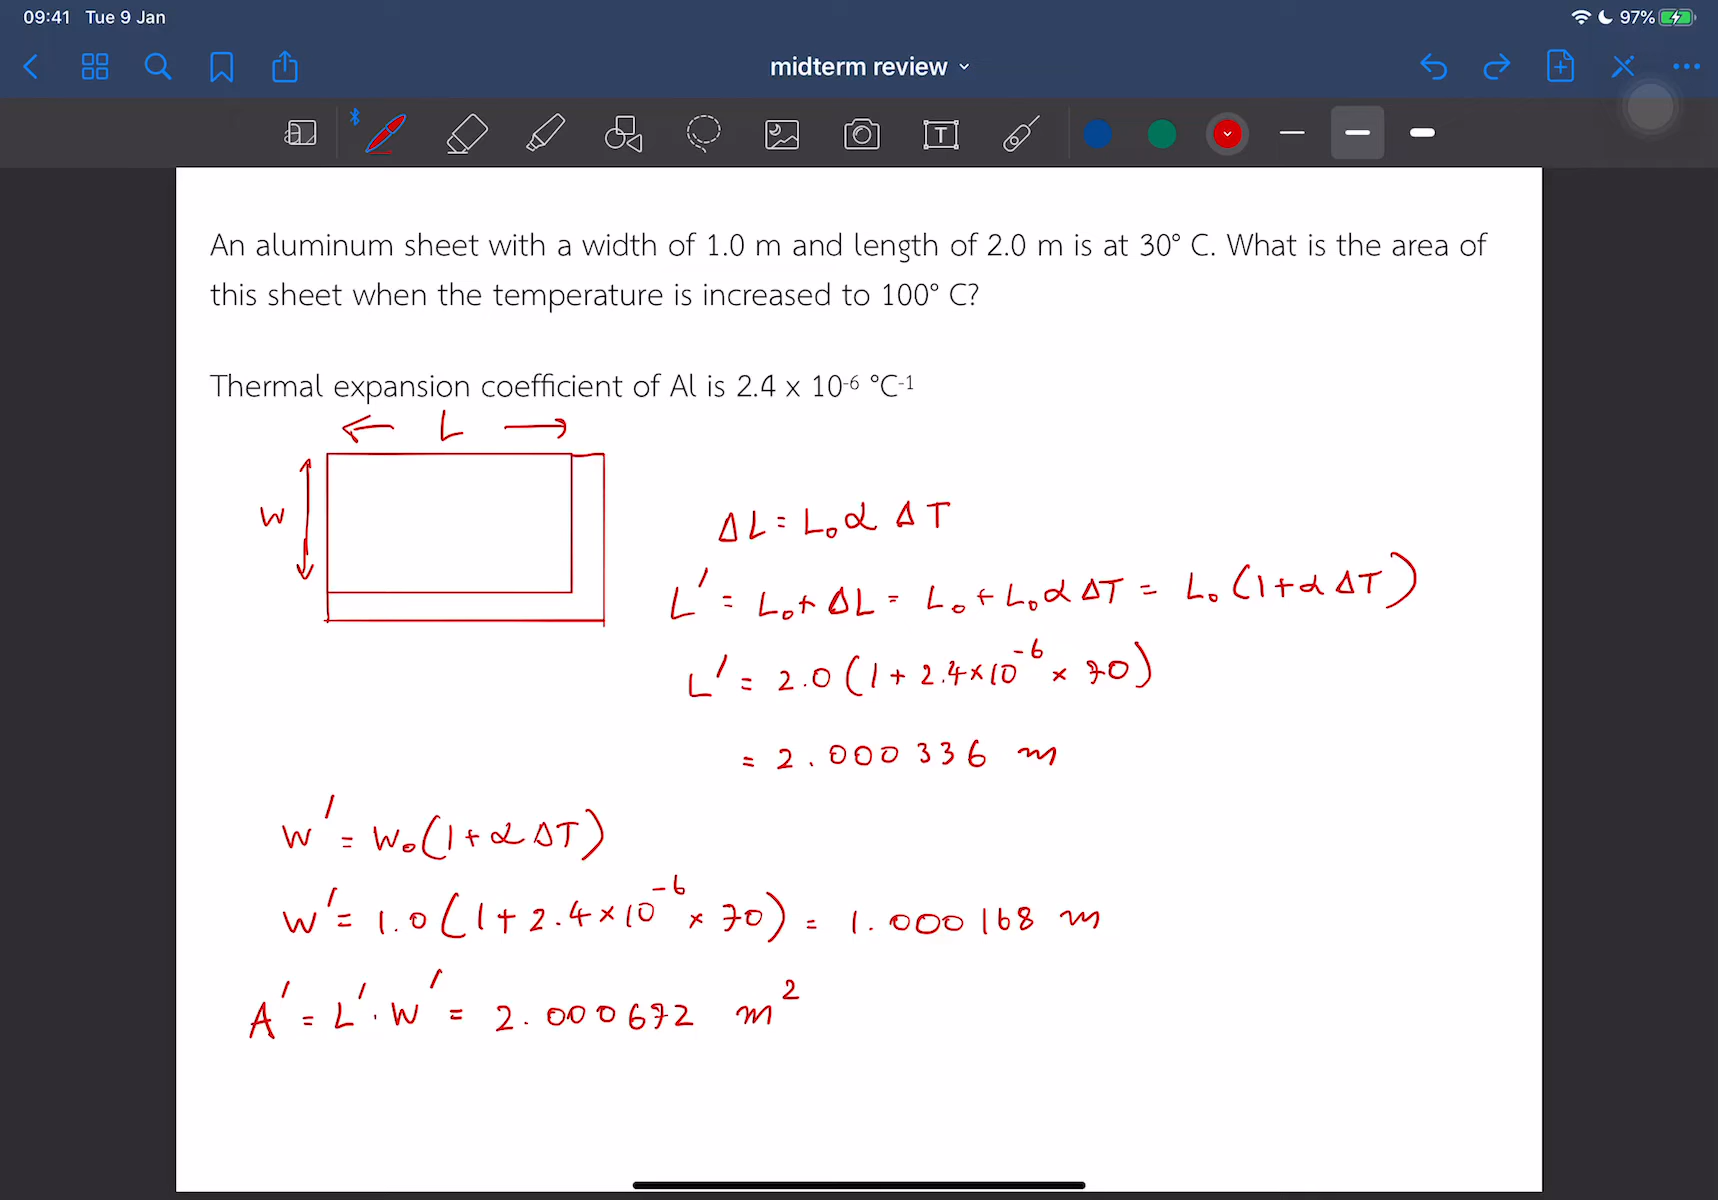 09:41 Tue 9 Jan 97%
midterm review
T
An aluminum sheet with a width of 1.0 m and length of 2.0 m is at 30° C. What is the area of
this sheet when the temperature is increased to 100° C?
Thermal expansion coefficient of Al is 2.4 x 10⁻⁶ °C⁻¹
L
W
ΔL = L₀ α ΔT
L' = L₀ + ΔL = L₀ + L₀ α ΔT = L₀ (1 + α ΔT)
L' = 2.0 (1 + 2.4 × 10⁻⁶ × 70)
= 2.000336 m
W' = W₀ (1 + α ΔT)
W' = 1.0 (1 + 2.4 × 10⁻⁶ × 70) = 1.000168 m
A' = L' . W' = 2.000672 m²